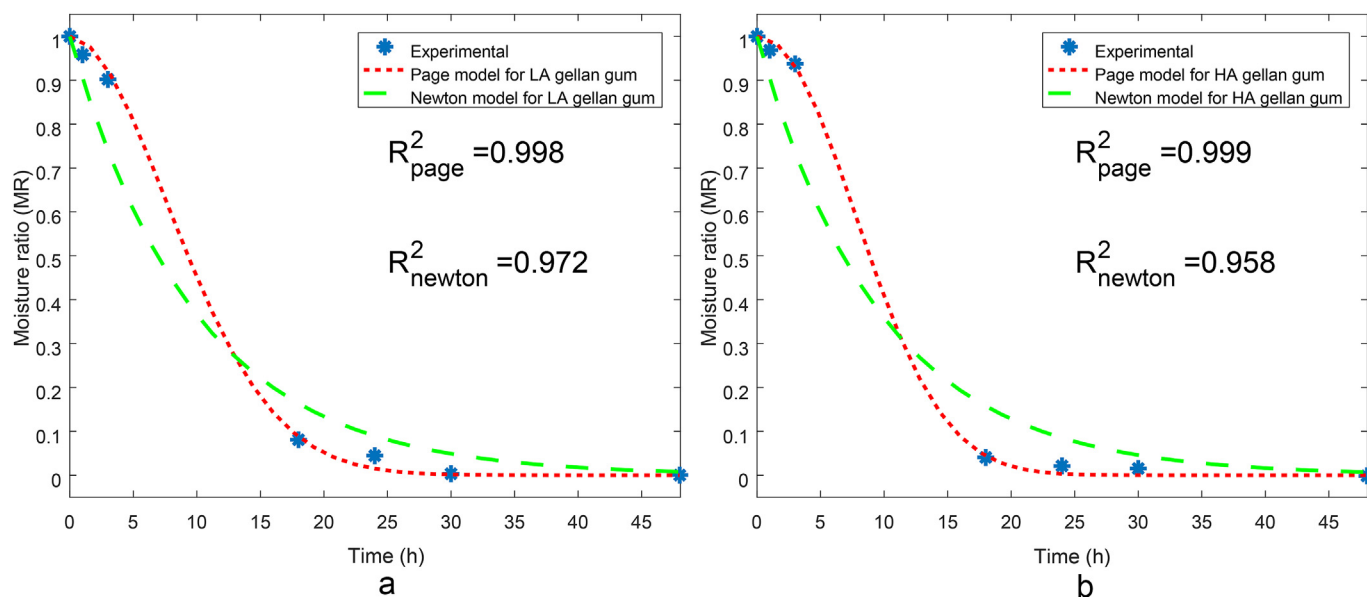 1
0.9
0.8
0.7
0.6
0.5
0.4
0.3
0.2
0.1
0
Moisture ratio (MR)
Experimental
Page model for LA gellan gum
Newton model for LA gellan gum
R²page =0.998
R²newton =0.972
0 5 10 15 20 25 30 35 40 45
Time (h)
a
1
0.9
0.8
0.7
0.6
0.5
0.4
0.3
0.2
0.1
0
Moisture ratio (MR)
Experimental
Page model for HA gellan gum
Newton model for HA gellan gum
R²page =0.999
R²newton =0.958
0 5 10 15 20 25 30 35 40 45
Time (h)
b